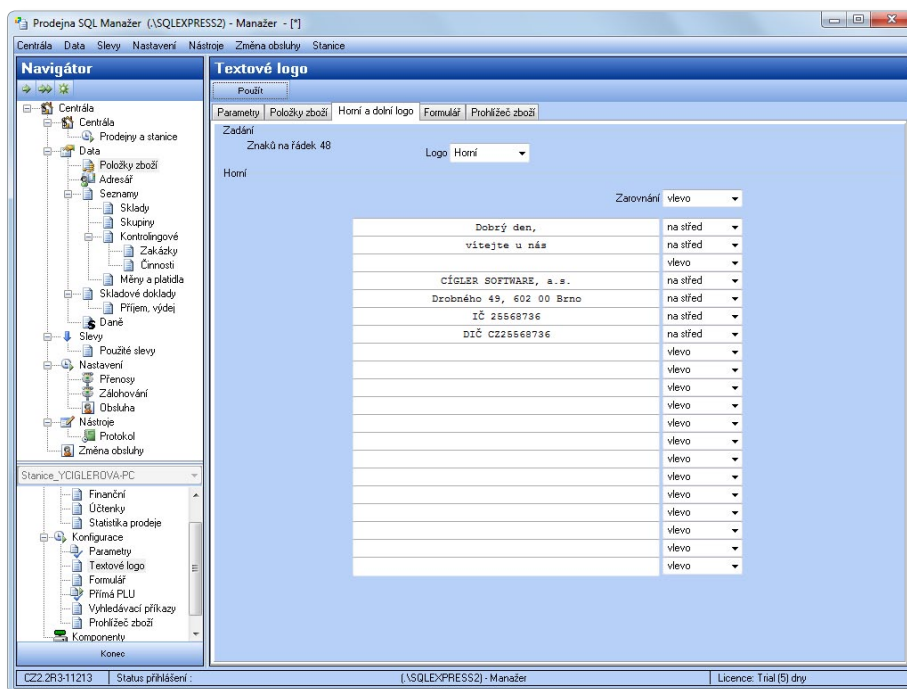 Prodejna SQL Manažer (.\SQLEXPRESS2) - Manažer - [*]
Centrála Data Slevy Nastavení Nástroje Změna obsluhy Stanice
Navigátor
Centrála
Centrála
Prodejny a stanice
Data
Položky zboží
Adresář
Seznamy
Sklady
Skupiny
Kontrolingové
Zakázky
Činnosti
Měny a platidla
Skladové doklady
Příjem, výdej
Daně
Slevy
Použité slevy
Nastavení
Přenosy
Zálohování
Obsluha
Nástroje
Protokol
Změna obsluhy
Stanice_YCIGLEROVA-PC
Finanční
Účtenky
Statistika prodeje
Konfigurace
Parametry
Textové logo
Formulář
Přímá PLU
Vyhledávací příkazy
Prohlížeč zboží
Komponenty
Konec
Textové logo
Použít
Parametry Položky zboží Horní a dolní logo Formulář Prohlížeč zboží
Zadání
Znaků na řádek 48 Logo Horní
Horní
Zarovnání vlevo
Dobrý den, na střed
vítejte u nás na střed
vlevo
CÍGLER SOFTWARE, a.s. na střed
Drobného 49, 602 00 Brno na střed
IČ 25568736 na střed
DIČ CZ25568736 na střed
vlevo
vlevo
vlevo
vlevo
vlevo
vlevo
vlevo
vlevo
vlevo
vlevo
vlevo
vlevo
vlevo
CZ2.2R3-11213 Status přihlášení : (.\SQLEXPRESS2) - Manažer Licence: Trial (5) dny